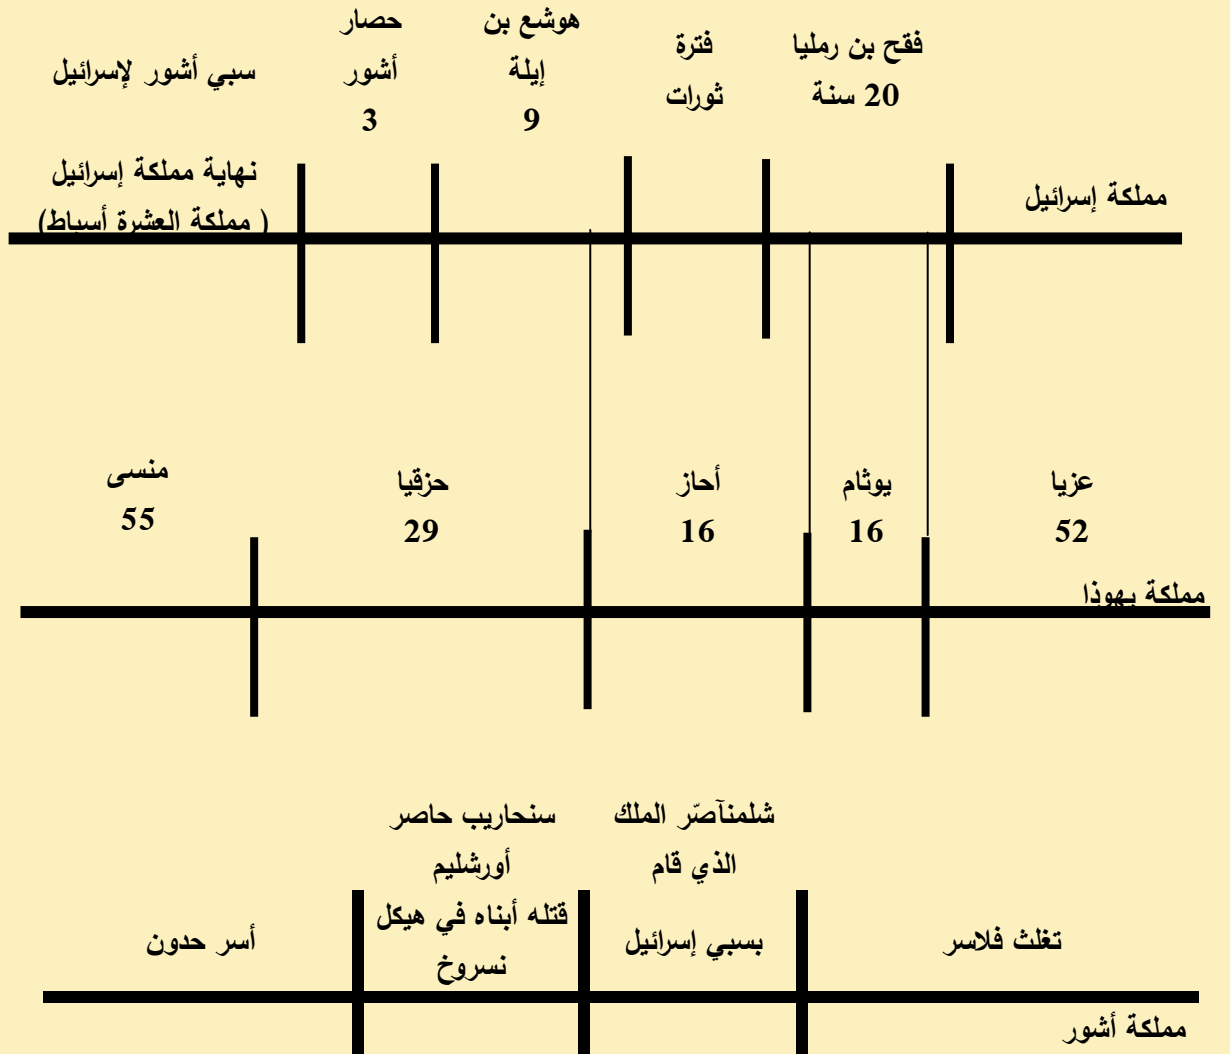 مملكة إسرائيل
فقح بن رمليا
20 سنة
فترة
ثورات
هوشع بن
إيلة
9
حصار
أشور
3
سبي أشور لإسرائيل
نهاية مملكة إسرائيل
( مملكة العشرة أسباط)
عزيا
52
يوثام
16
أحاز
16
حزقيا
29
منسى
55
مملكة يهوذا
تغلث فلاسر
شلمنآصّر الملك
الذي قام
بسبي إسرائيل
سنحاريب حاصر
أورشليم
قتله أبناه في هيكل
نسروخ
أسر حدون
مملكة أشور